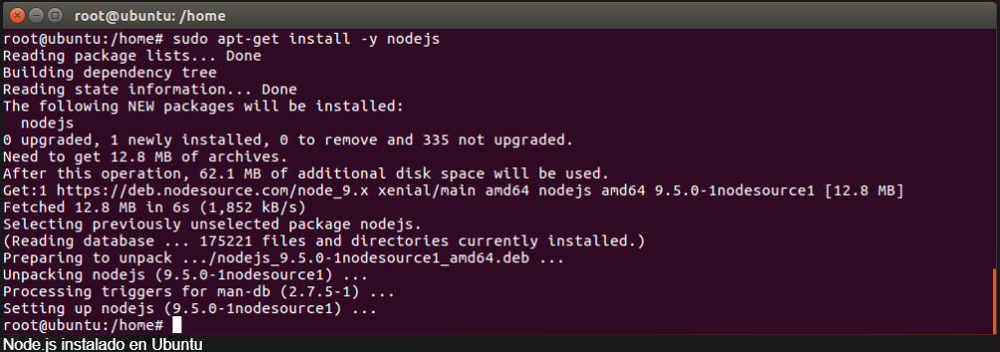 root@ubuntu: /home
root@ubuntu:/home# sudo apt-get install -y nodejs
Reading package lists... Done
Building dependency tree
Reading state information... Done
The following NEW packages will be installed:
  nodejs
0 upgraded, 1 newly installed, 0 to remove and 335 not upgraded.
Need to get 12.8 MB of archives.
After this operation, 62.1 MB of additional disk space will be used.
Get:1 https://deb.nodesource.com/node_9.x xenial/main amd64 nodejs amd64 9.5.0-1nodesource1 [12.8 MB]
Fetched 12.8 MB in 6s (1,852 kB/s)
Selecting previously unselected package nodejs.
(Reading database ... 175221 files and directories currently installed.)
Preparing to unpack .../nodejs_9.5.0-1nodesource1_amd64.deb ...
Unpacking nodejs (9.5.0-1nodesource1) ...
Processing triggers for man-db (2.7.5-1) ...
Setting up nodejs (9.5.0-1nodesource1) ...
root@ubuntu:/home#
Node.js instalado en Ubuntu